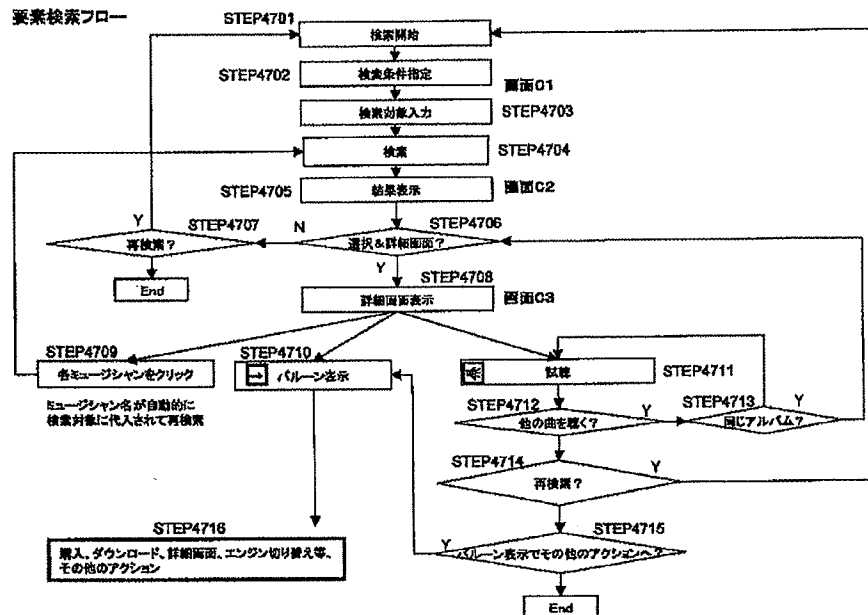 要素検索フロー
STEP4701
検索開始
STEP4702
検索条件指定
画面C1
検索対象入力
STEP4703
検索
STEP4704
STEP4705
結果表示
画面C2
Y
STEP4707
N
STEP4706
再検索？
選択＆詳細画面？
End
Y
STEP4708
詳細画面表示
画面C3
STEP4709
STEP4710
各ミュージシャンをクリック
バルーン表示
試聴
STEP4711
ミュージシャン名が自動的に
検索対象に代入されて再検索
STEP4712
Y
STEP4713
Y
他の曲を聴く？
同じアルバム？
STEP4714
Y
再検索？
STEP4716
STEP4715
購入、ダウンロード、詳細画面、エンジン切り替え等、
その他のアクション
Y
バルーン表示でその他のアクションへ？
End